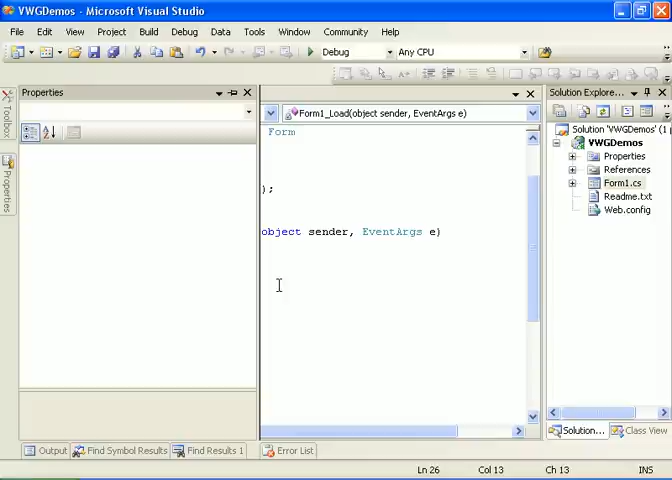 VWGDemos - Microsoft Visual Studio
File Edit View Project Build Debug Data Tools Window Community Help
Debug Any CPU
Properties
Form1_Load(object sender, EventArgs e)
Solution Explore...
Toolbox
Properties
Form
);
object sender, EventArgs e)
Solution 'VWGDemos' (1 p
VWGDemos
Properties
References
Form1.cs
Readme.txt
Web.config
Solution... Class View
Output Find Symbol Results Find Results 1 Error List
Ln 26 Col 13 Ch 13 INS